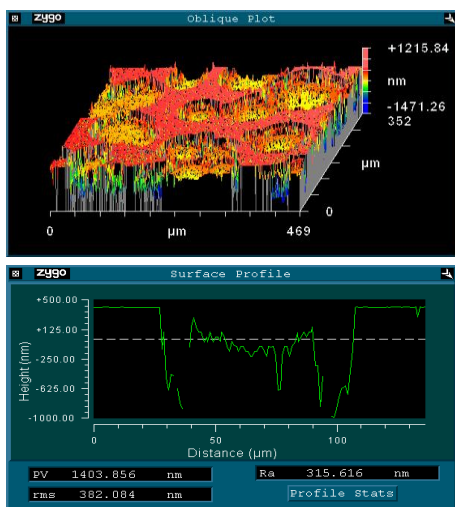 zygo Oblique Plot
+1215.84
nm
-1471.26
352
µm
0
0 µm 469
zygo Surface Profile
+500.00
+125.00
-250.00
-625.00
-1000.00
Height (nm)
0 50 100
Distance (µm)
PV 1403.856 nm
Ra 315.616 nm
rms 382.084 nm
Profile Stats